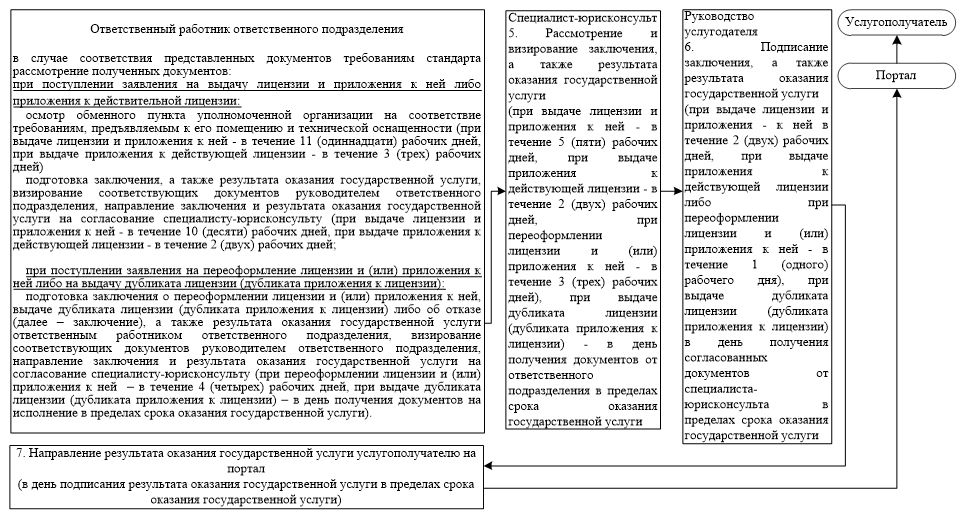 Ответственный работник ответственного подразделения
в случае соответствия представленных документов требованиям стандарта
рассмотрение полученных документов:
при поступлении заявления на выдачу лицензии и приложения к ней либо
приложения к действительной лицензии:
осмотр обменного пункта уполномоченной организации на соответствие
требованиям, предъявляемым к его помещению и технической оснащенности (при
выдаче лицензии и приложения к ней - в течение 11 (одиннадцати) рабочих дней,
при выдаче приложения к действующей лицензии - в течение 3 (трех) рабочих
дней)
подготовка заключения, а также результата оказания государственной услуги,
визирование соответствующих документов руководителем ответственного
подразделения, направление заключения и результата оказания государственной
услуги на согласование специалисту-юрисконсульту (при выдаче лицензии и
приложения к ней - в течение 10 (десяти) рабочих дней, при выдаче приложения к
действующей лицензии - в течение 2 (двух) рабочих дней;
при поступлении заявления на переоформление лицензии и (или) приложения к
ней либо на выдачу дубликата лицензии (дубликата приложения к лицензии):
подготовка заключения о переоформлении лицензии и (или) приложения к ней,
выдаче дубликата лицензии (дубликата приложения к лицензии) либо об отказе
(далее – заключение), а также результата оказания государственной услуги
ответственным работником ответственного подразделения, визирование
соответствующих документов руководителем ответственного подразделения,
направление заключения и результата оказания государственной услуги на
согласование специалисту-юрисконсульту (при переоформлении лицензии и (или)
приложения к ней – в течение 4 (четырех) рабочих дней, при выдаче дубликата
лицензии (дубликата приложения к лицензии) – в день получения документов на
исполнение в пределах срока оказания государственной услуги).
Специалист-юрисконсульт
5. Рассмотрение и
визирование заключения,
а также результата
оказания государственной
услуги
(при выдаче лицензии и
приложения к ней - в
течение 5 (пяти) рабочих
дней, при выдаче
приложения к
действующей лицензии - в
течение 2 (двух) рабочих
дней, при
переоформлении
лицензии и (или)
приложения к ней - в
течение 3 (трех) рабочих
дней), при выдаче
дубликата лицензии
(дубликата приложения к
лицензии) - в день
получения документов от
ответственного
подразделения в пределах
срока оказания
государственной услуги
Руководство
услугодателя
6. Подписание
заключения, а также
результата оказания
государственной услуги
(при выдаче лицензии и
приложения - к ней в
течение 2 (двух) рабочих
дней, при выдаче
приложения к
действующей лицензии
либо при
переоформлении
лицензии и (или)
приложения к ней - в
течение 1 (одного)
рабочего дня), при
выдаче дубликата
лицензии (дубликата
приложения к лицензии)
в день получения
согласованных
документов от
специалиста-
юрисконсульта в
пределах срока оказания
государственной услуги
Услугополучатель
Портал
7. Направление результата оказания государственной услуги услугополучателю на
портал
(в день подписания результата оказания государственной услуги в пределах срока
оказания государственной услуги)